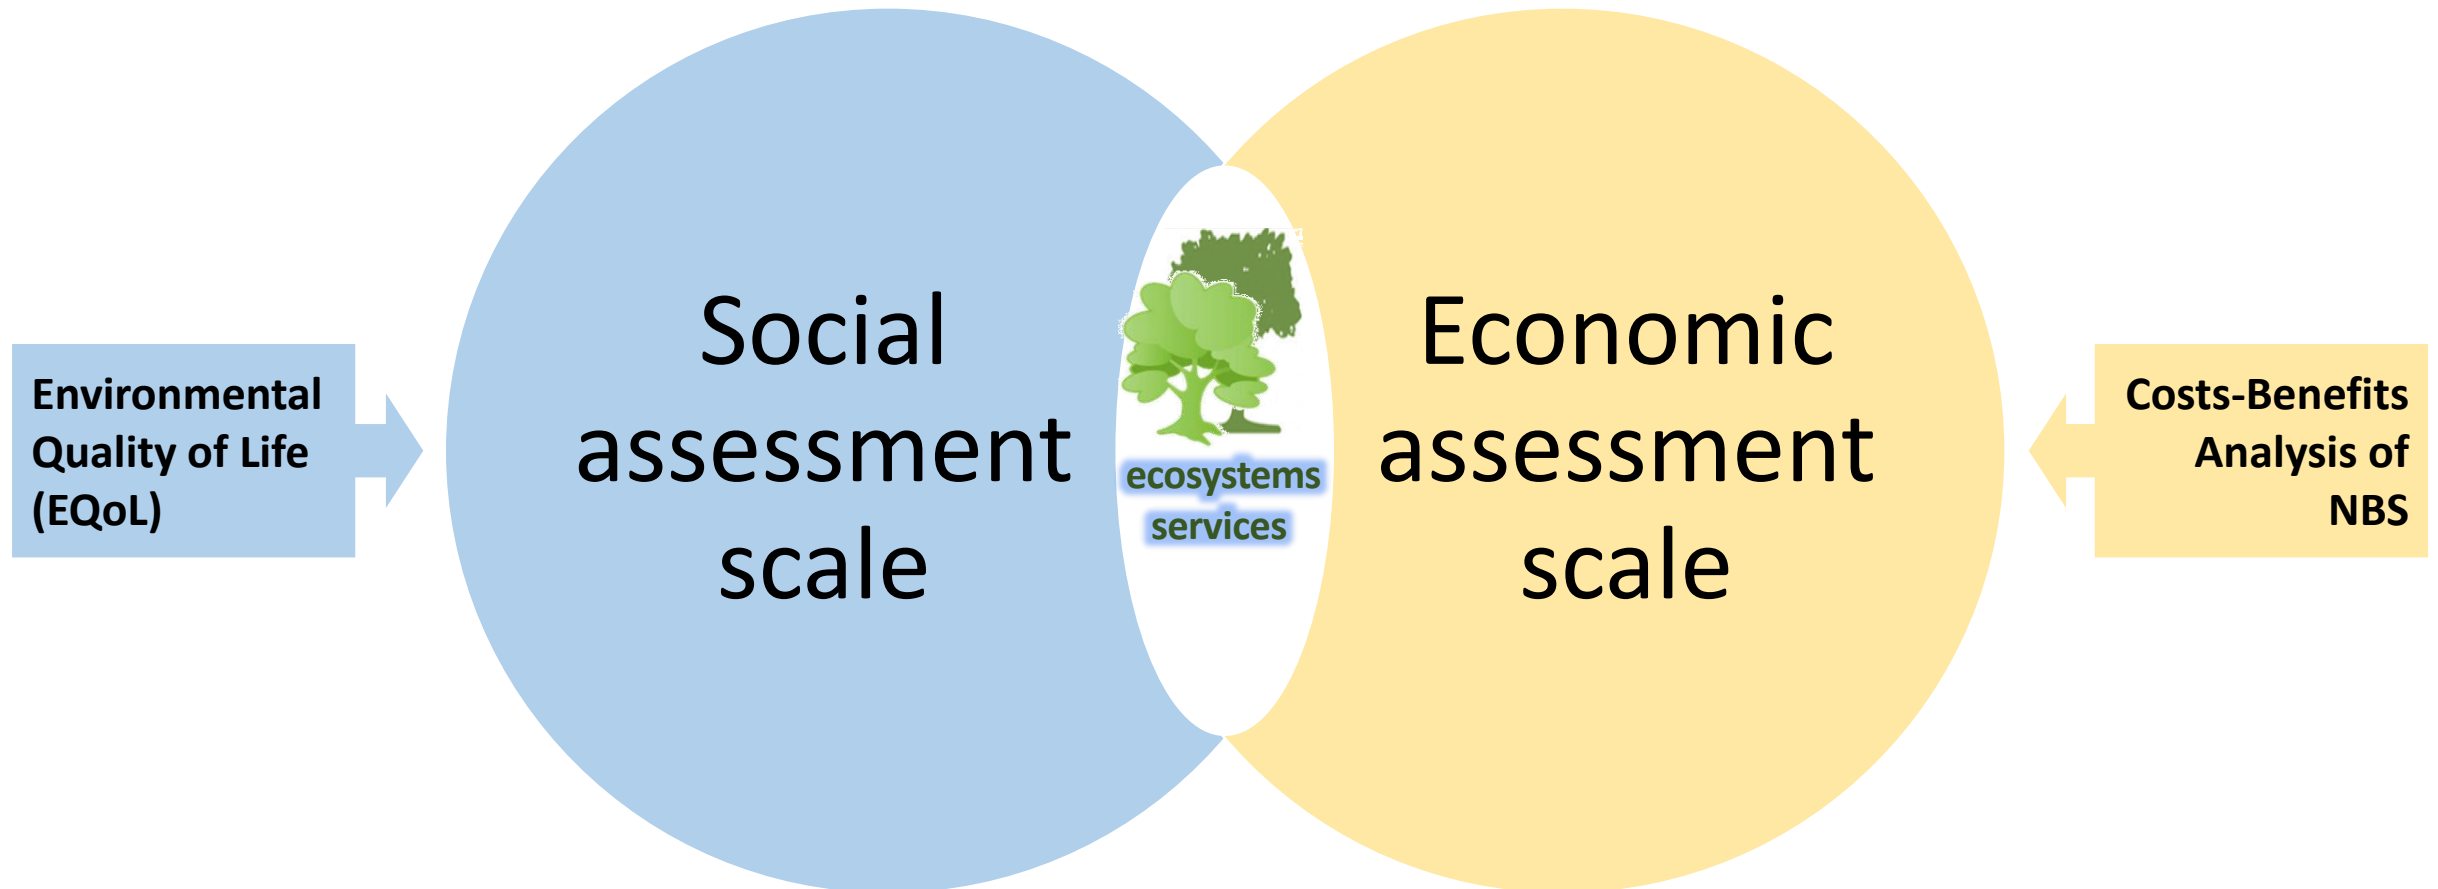 Environmental
Quality of Life
(EQoL)
Social
assessment
scale
ecosystems
services
Economic
assessment
scale
Costs-Benefits
Analysis of
NBS